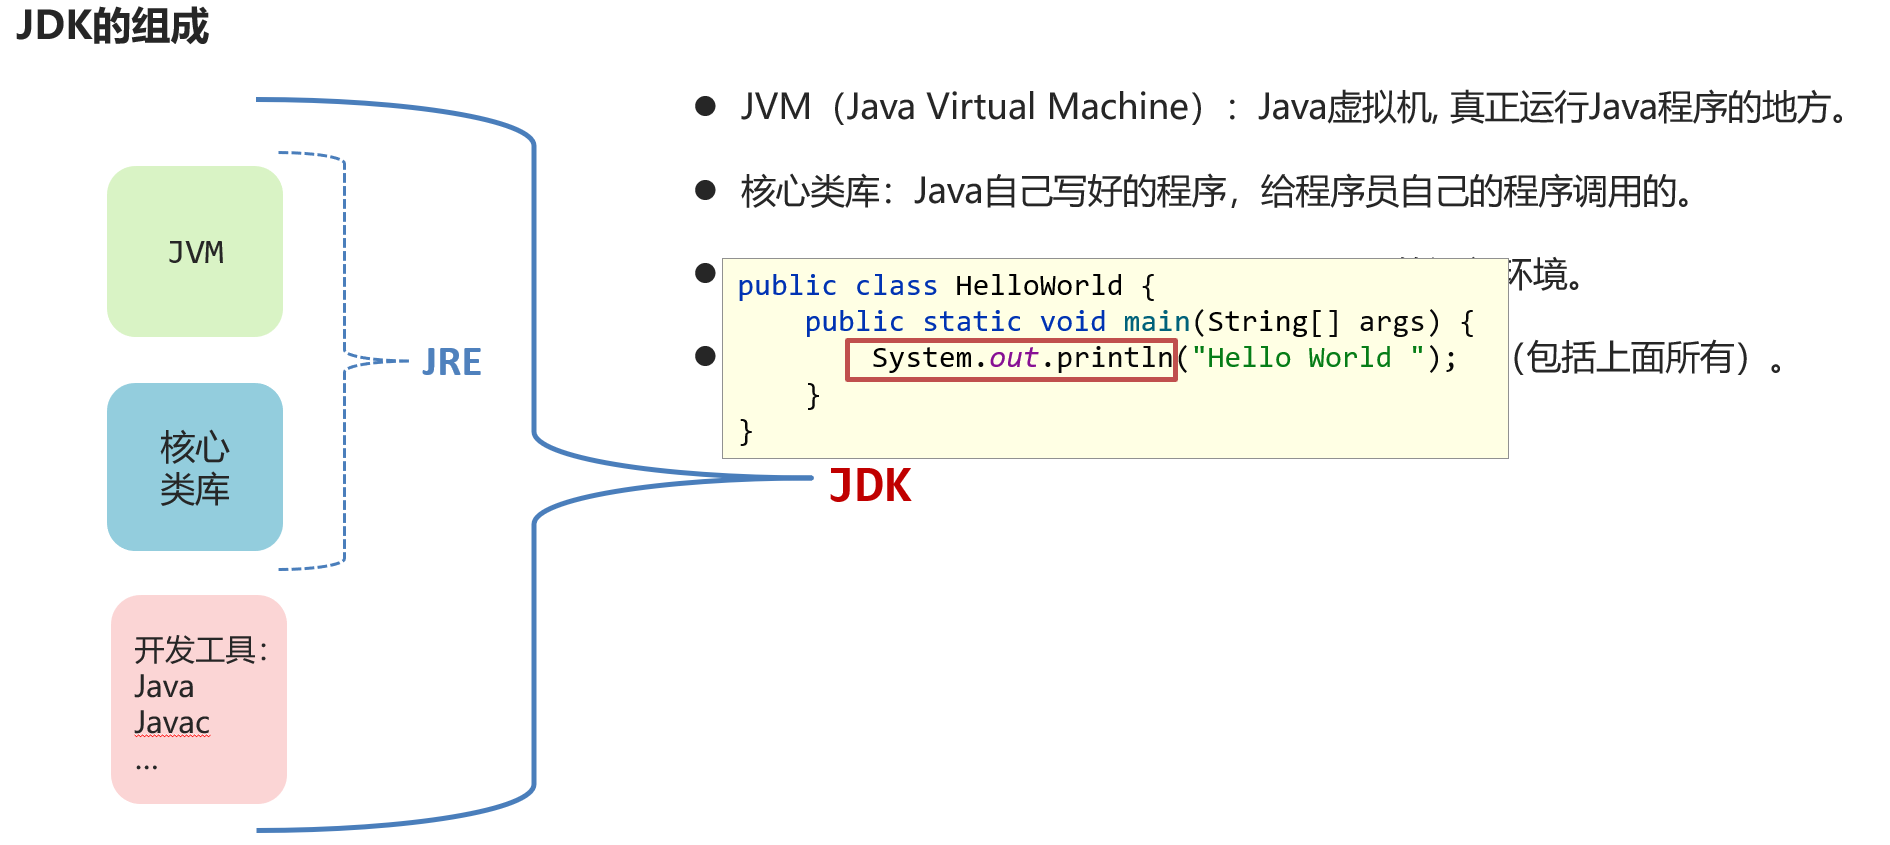 JDK的组成
JVM（Java Virtual Machine）：Java虚拟机, 真正运行Java程序的地方。
核心类库：Java自己写好的程序，给程序员自己的程序调用的。
环境。
（包括上面所有）。
public class HelloWorld {
    public static void main(String[] args) {
        System.out.println("Hello World ");
    }
}
JVM
JRE
核心
类库
JDK
开发工具：
Java
Javac
...